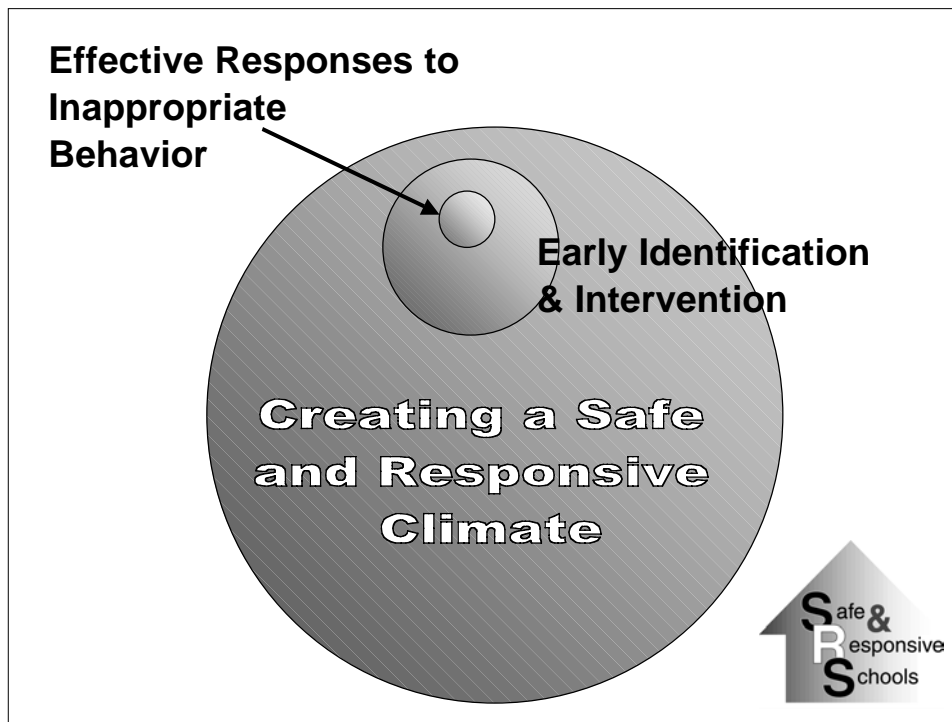 Effective Responses to
Inappropriate
Behavior
Early Identification
& Intervention
Creating a Safe
and Responsive
Climate
Safe &
Responsive
Schools